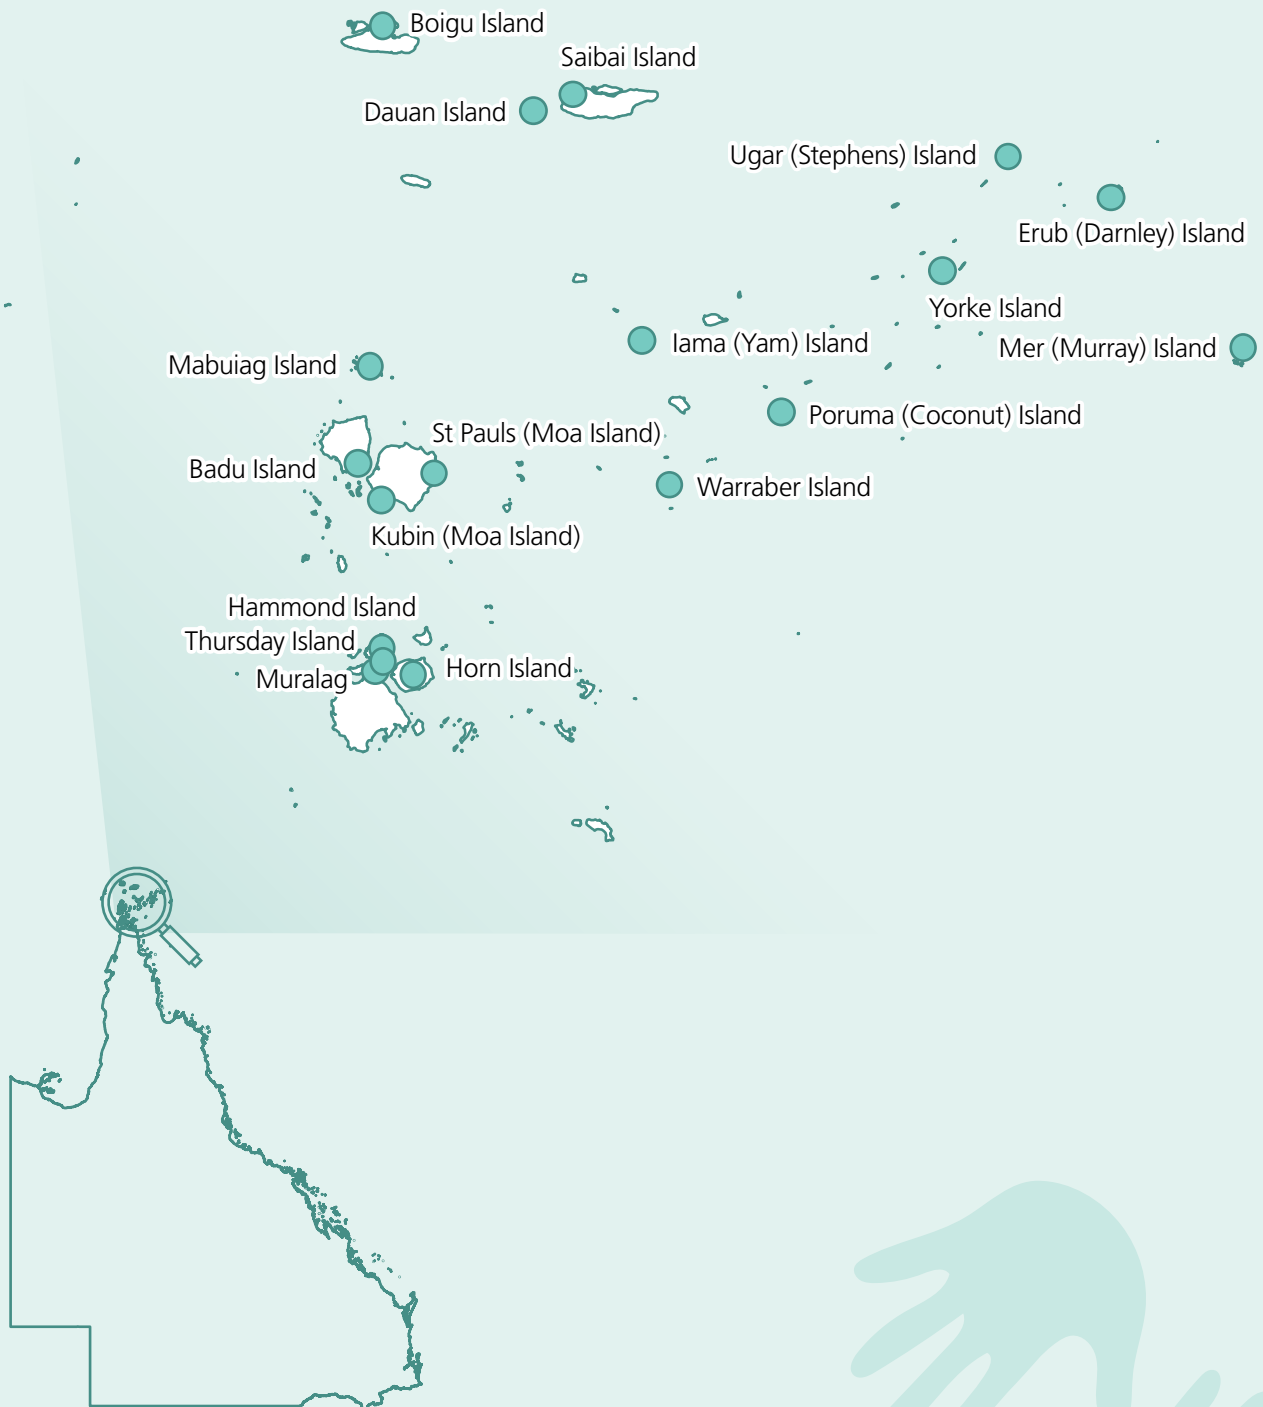 Boigu Island
Saibai Island
Dauan Island
Ugar (Stephens) Island
Erub (Darnley) Island
Yorke Island
Iama (Yam) Island
Mer (Murray) Island
Mabuiag Island
Poruma (Coconut) Island
St Pauls (Moa Island)
Badu Island
Warraber Island
Kubin (Moa Island)
Hammond Island
Thursday Island
Horn Island
Muralag